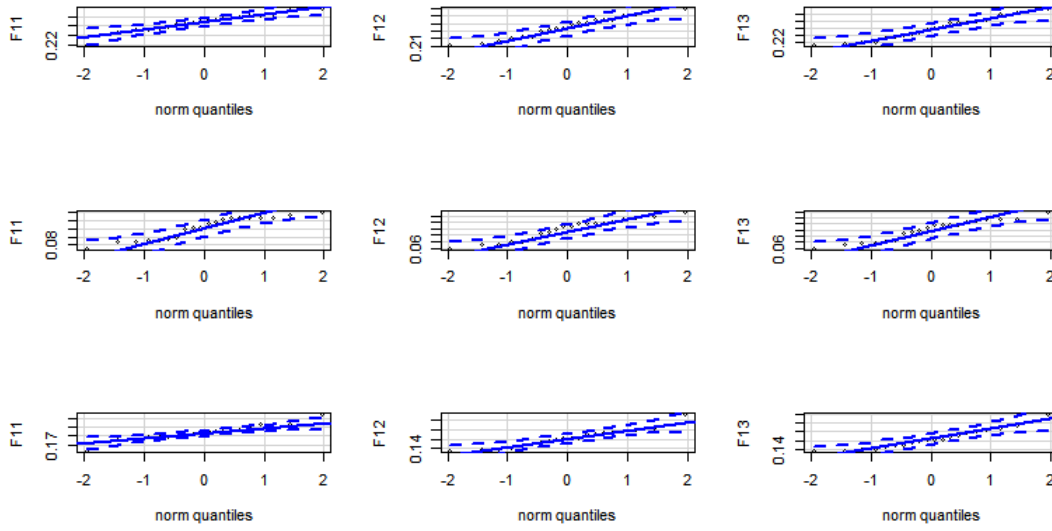 F11
0.22
-2 -1 0 1 2
norm quantiles
F12
0.21
-2 -1 0 1 2
norm quantiles
F13
0.22
-2 -1 0 1 2
norm quantiles
F11
0.08
-2 -1 0 1 2
norm quantiles
F12
0.06
-2 -1 0 1 2
norm quantiles
F13
0.06
-2 -1 0 1 2
norm quantiles
F11
0.17
-2 -1 0 1 2
norm quantiles
F12
0.14
-2 -1 0 1 2
norm quantiles
F13
0.14
-2 -1 0 1 2
norm quantiles